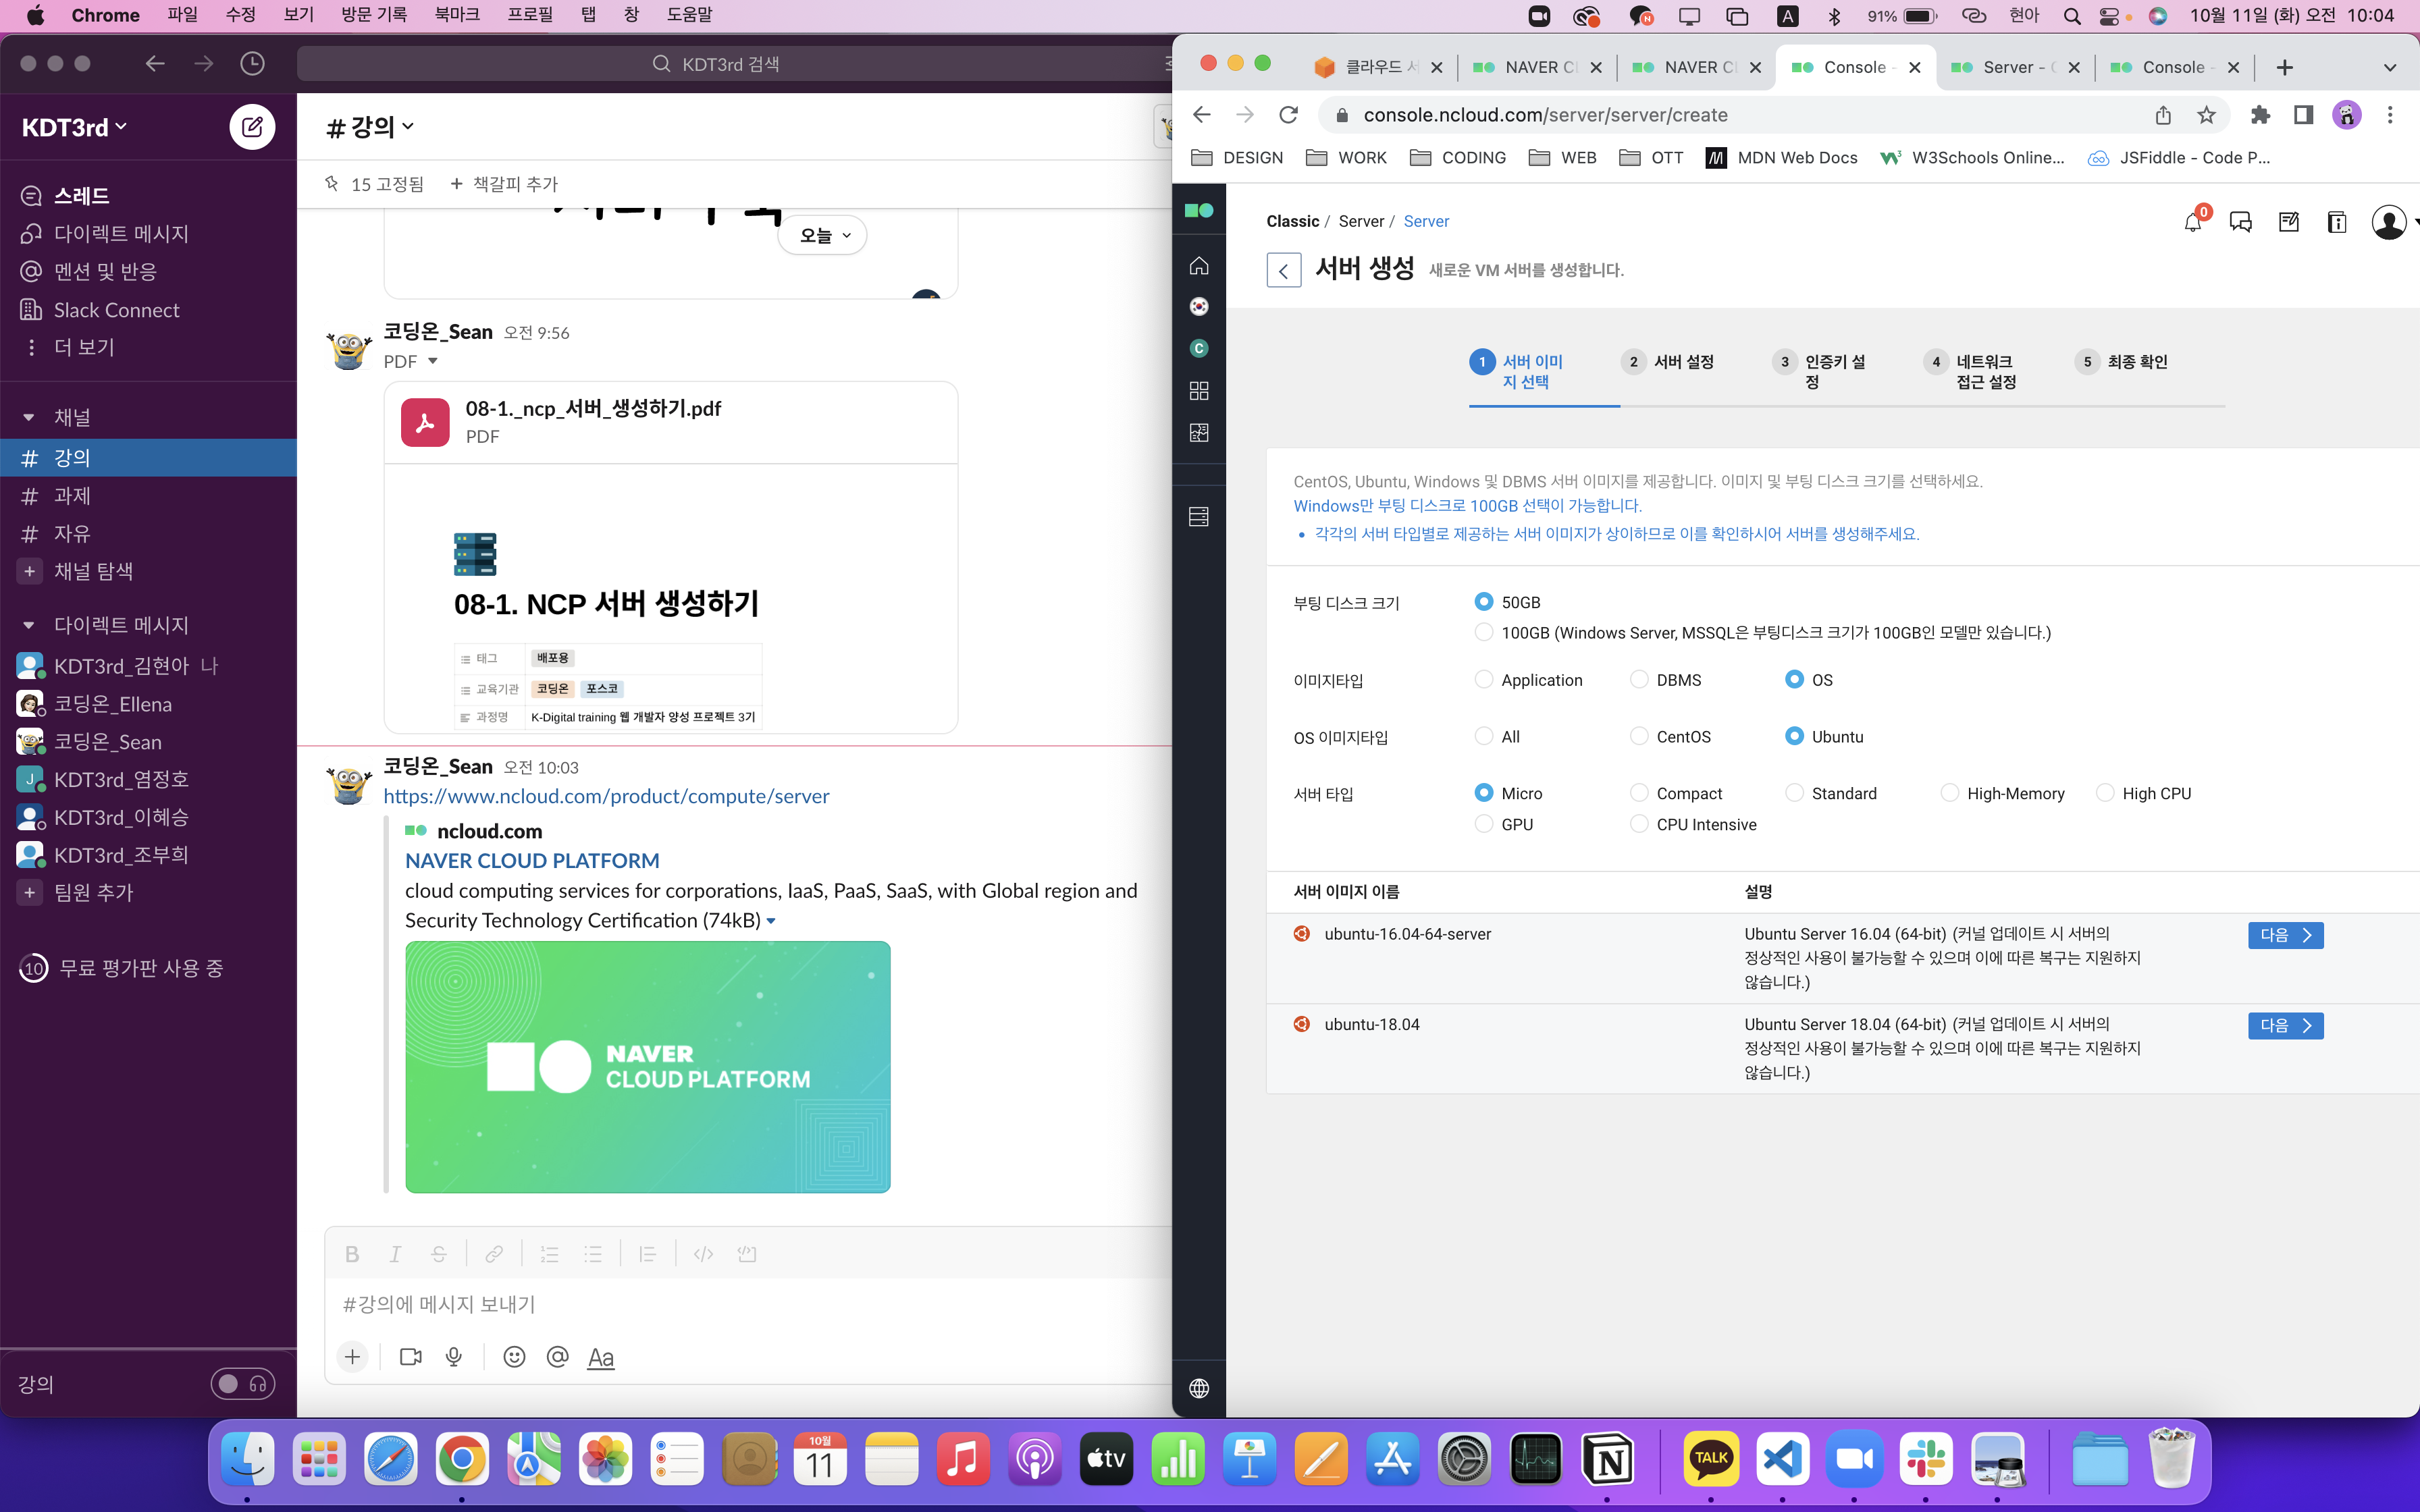 Chrome 파일 수정 보기 방문 기록 북마크 프로필 탭 창 도움말
A 91% 현아 10월 11일 (화) 오전 10:04
KDT3rd 검색
KDT3rd
스레드
다이렉트 메시지
멘션 및 반응
Slack Connect
더 보기
채널
# 강의
# 과제
# 자유
+ 채널 탐색
다이렉트 메시지
KDT3rd_김현아 나
코딩온_Ellena
코딩온_Sean
J KDT3rd_염정호
KDT3rd_이혜승
KDT3rd_조부희
+ 팀원 추가
10 무료 평가판 사용 중
강의
# 강의
15 고정됨 + 책갈피 추가
오늘
코딩온_Sean 오전 9:56
PDF
08-1._ncp_서버_생성하기.pdf
PDF
08-1. NCP 서버 생성하기
태그 배포용
교육기관 코딩온 포스코
과정명 K-Digital training 웹 개발자 양성 프로젝트 3기
코딩온_Sean 오전 10:03
https://www.ncloud.com/product/compute/server
ncloud.com
NAVER CLOUD PLATFORM
cloud computing services for corporations, IaaS, PaaS, SaaS, with Global region and
Security Technology Certification (74kB)
NAVER
CLOUD PLATFORM
#강의에 메시지 보내기
Aa
클라우드 NAVER C NAVER C Console - Server - Console -
console.ncloud.com/server/server/create
DESIGN WORK CODING WEB OTT MDN Web Docs W3Schools Online... JSFiddle - Code P...
C
Classic / Server / Server
0
서버 생성 새로운 VM 서버를 생성합니다.
1 서버 이미
지 선택
2 서버 설정
3 인증키 설
정
4 네트워크
접근 설정
5 최종 확인
CentOS, Ubuntu, Windows 및 DBMS 서버 이미지를 제공합니다. 이미지 및 부팅 디스크 크기를 선택하세요.
Windows만 부팅 디스크로 100GB 선택이 가능합니다.
• 각각의 서버 타입별로 제공하는 서버 이미지가 상이하므로 이를 확인하시어 서버를 생성해주세요.
부팅 디스크 크기 50GB
100GB (Windows Server, MSSQL은 부팅디스크 크기가 100GB인 모델만 있습니다.)
이미지타입 Application DBMS OS
OS 이미지타입 All CentOS Ubuntu
서버 타입 Micro Compact Standard High-Memory High CPU
GPU CPU Intensive
서버 이미지 이름 설명
ubuntu-16.04-64-server Ubuntu Server 16.04 (64-bit) (커널 업데이트 시 서버의
정상적인 사용이 불가능할 수 있으며 이에 따른 복구는 지원하지
않습니다.)
다음
ubuntu-18.04 Ubuntu Server 18.04 (64-bit) (커널 업데이트 시 서버의
정상적인 사용이 불가능할 수 있으며 이에 따른 복구는 지원하지
않습니다.)
다음
10월
11
tv
TALK